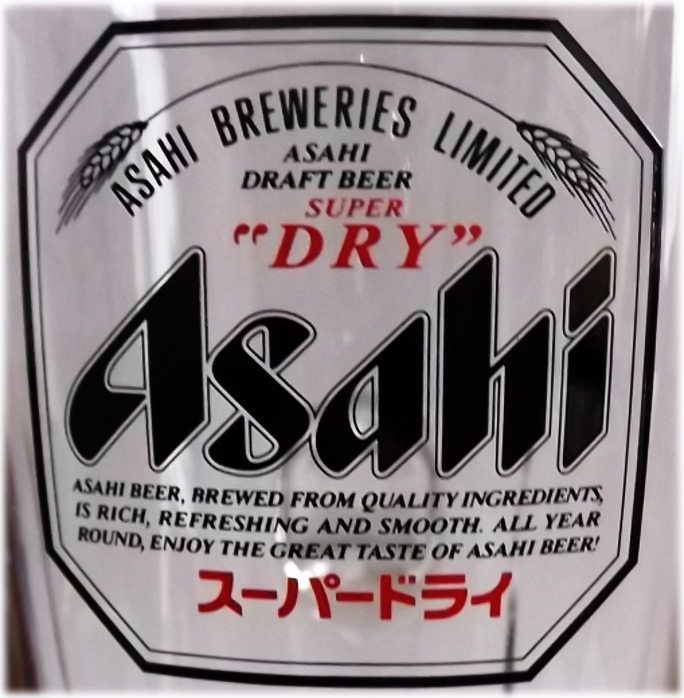 ASAHI BREWERIES LIMITED
ASAHI
DRAFT BEER
SUPER
"DRY"
Asahi
ASAHI BEER, BREWED FROM QUALITY INGREDIENTS,
IS RICH, REFRESHING AND SMOOTH. ALL YEAR
ROUND, ENJOY THE GREAT TASTE OF ASAHI BEER!
スーパードライ